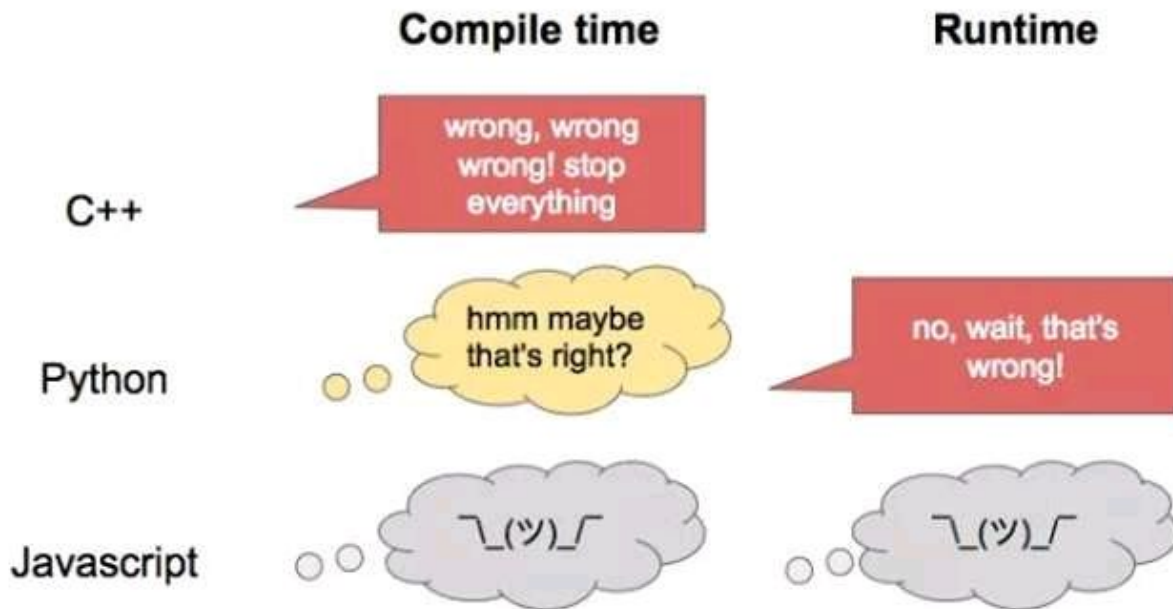 Compile time
Runtime
C++
wrong, wrong
wrong! stop
everything
Python
hmm maybe
that's right?
no, wait, that's
wrong!
Javascript
¯\_(ツ)_/¯
¯\_(ツ)_/¯